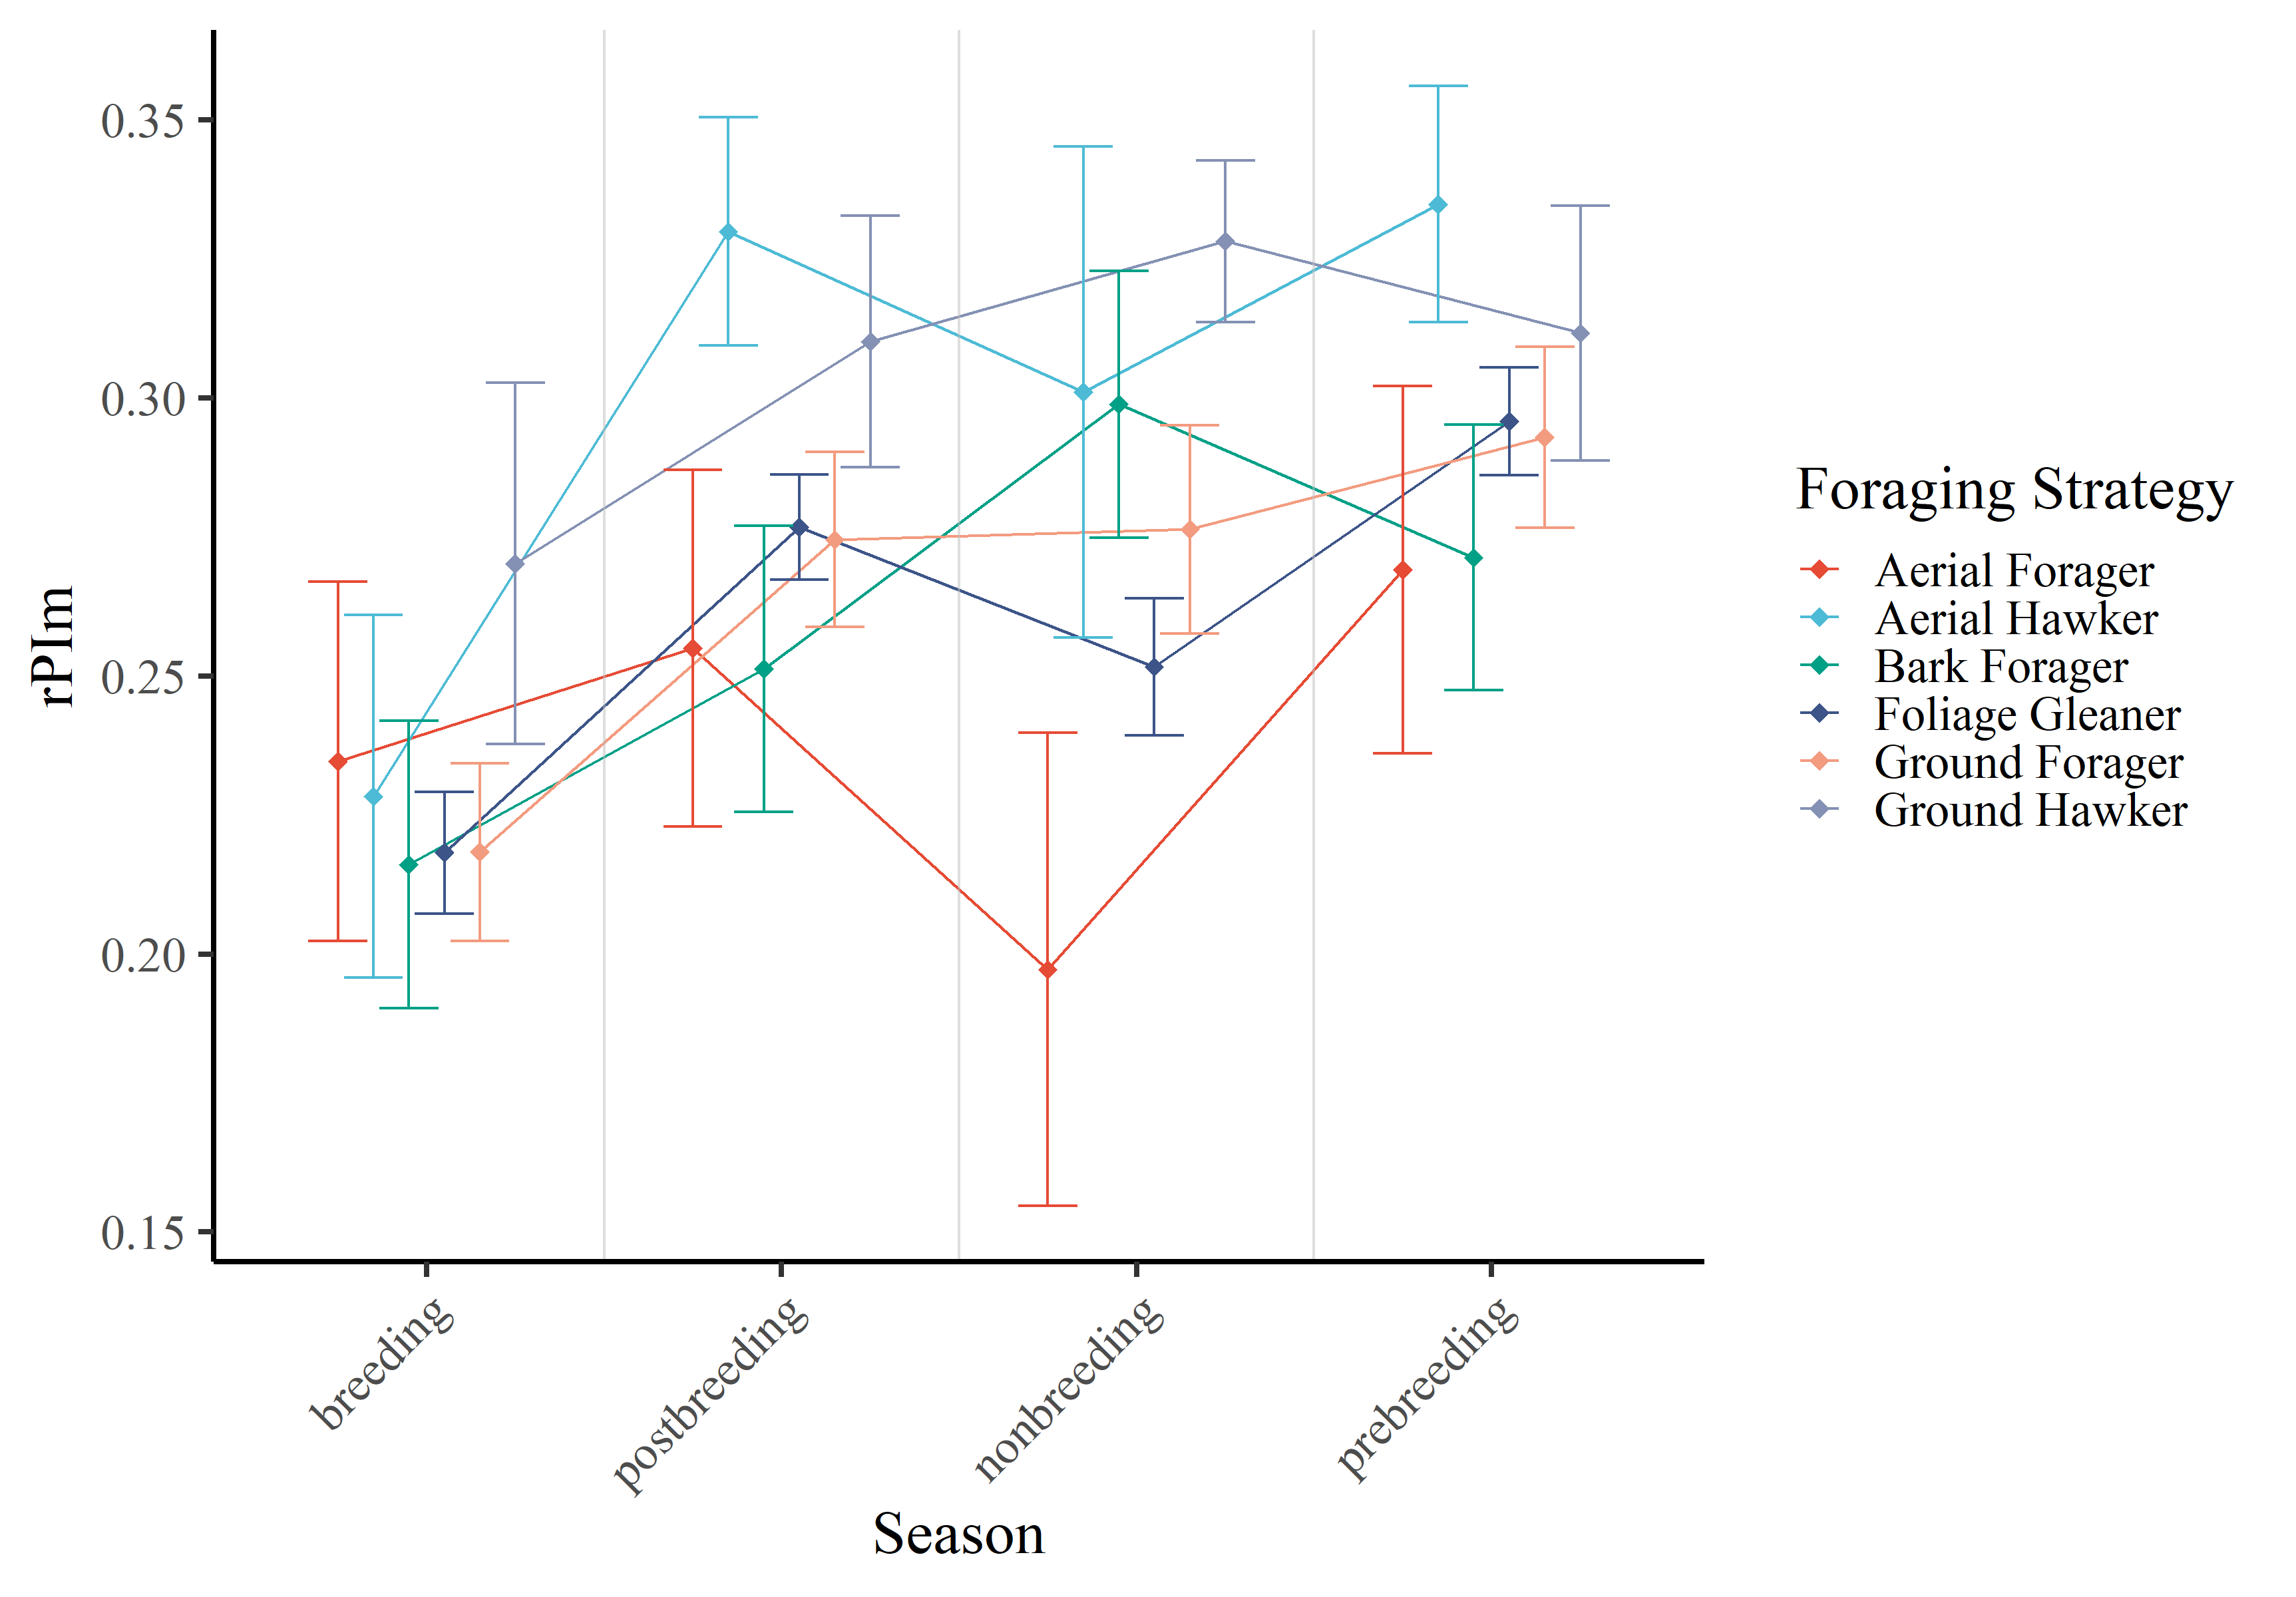 0.35
0.30
0.25
0.20
0.15
rPIm
breeding
postbreeding
nonbreeding
prebreeding
Season
Foraging Strategy
Aerial Forager
Aerial Hawker
Bark Forager
Foliage Gleaner
Ground Forager
Ground Hawker